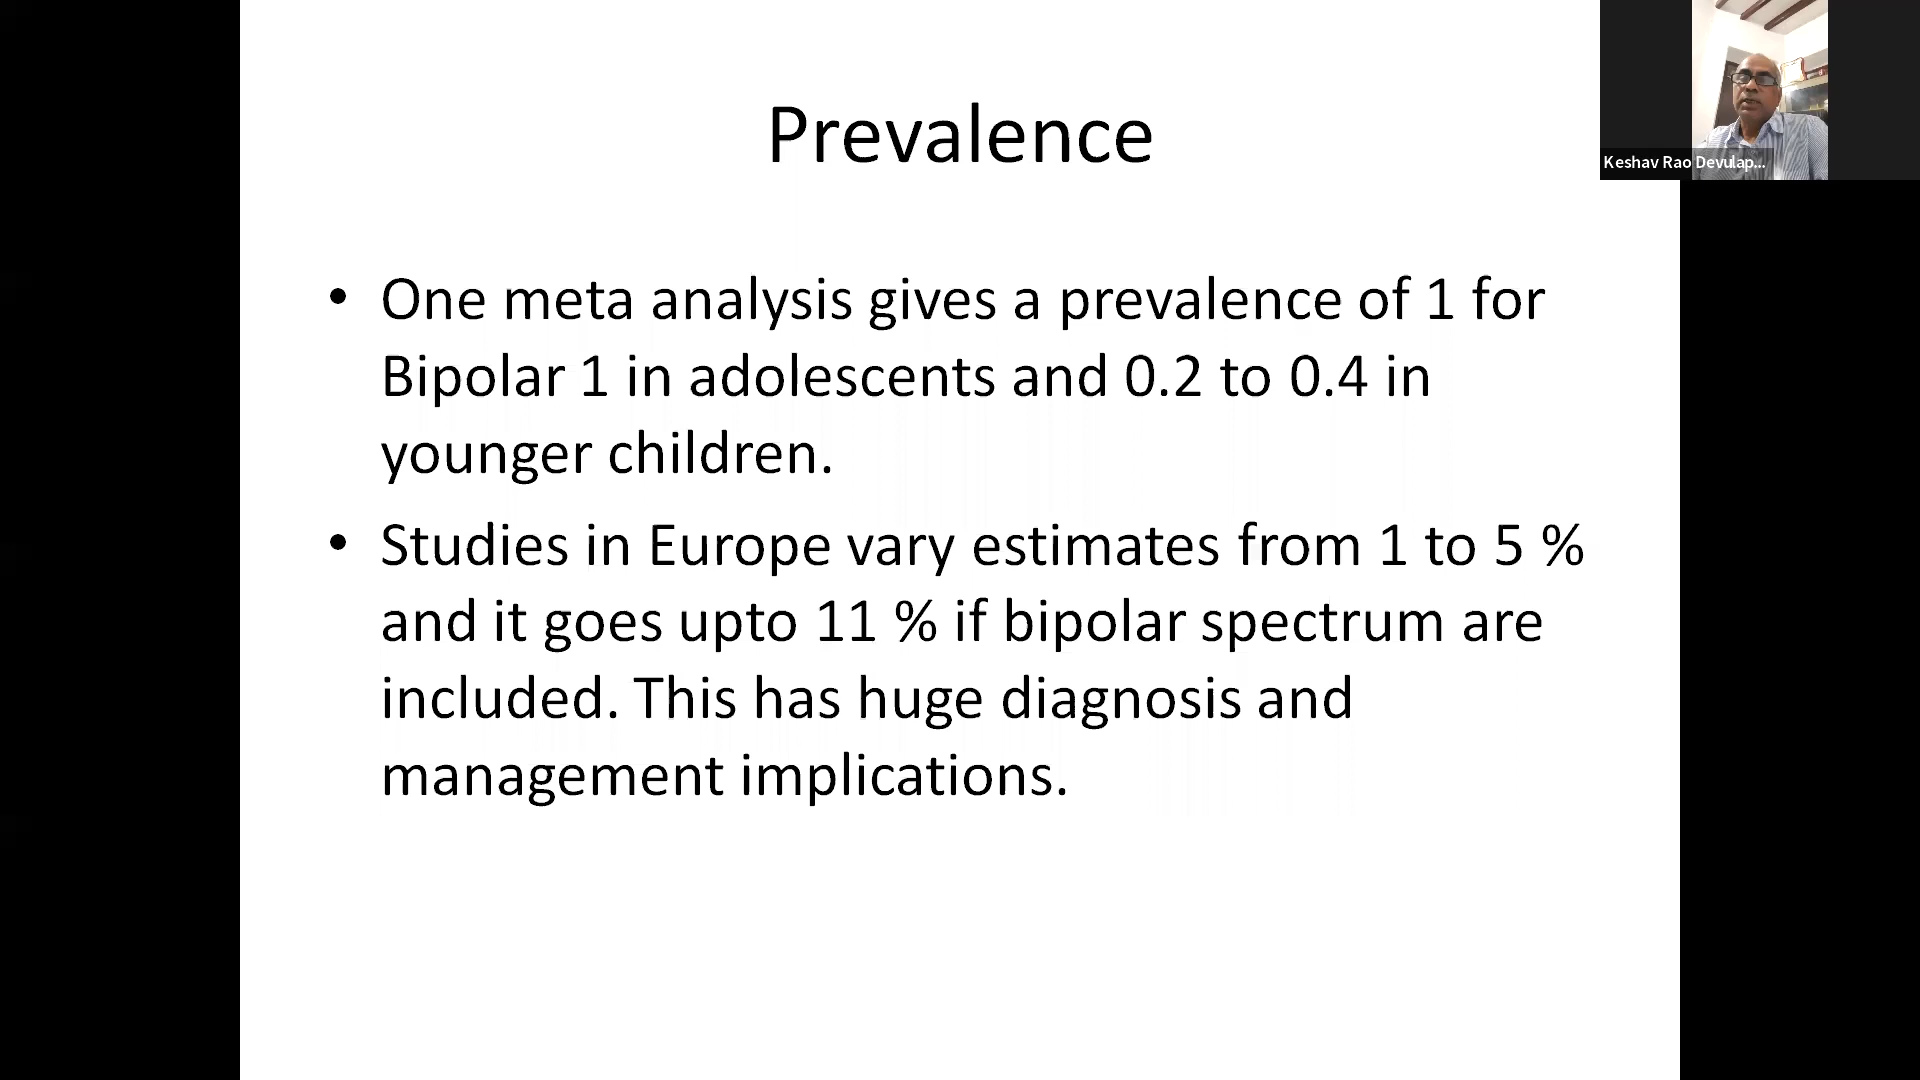 Prevalence
Keshav Rao Devulap...
• One meta analysis gives a prevalence of 1 for
Bipolar 1 in adolescents and 0.2 to 0.4 in
younger children.
• Studies in Europe vary estimates from 1 to 5 %
and it goes upto 11 % if bipolar spectrum are
included. This has huge diagnosis and
management implications.